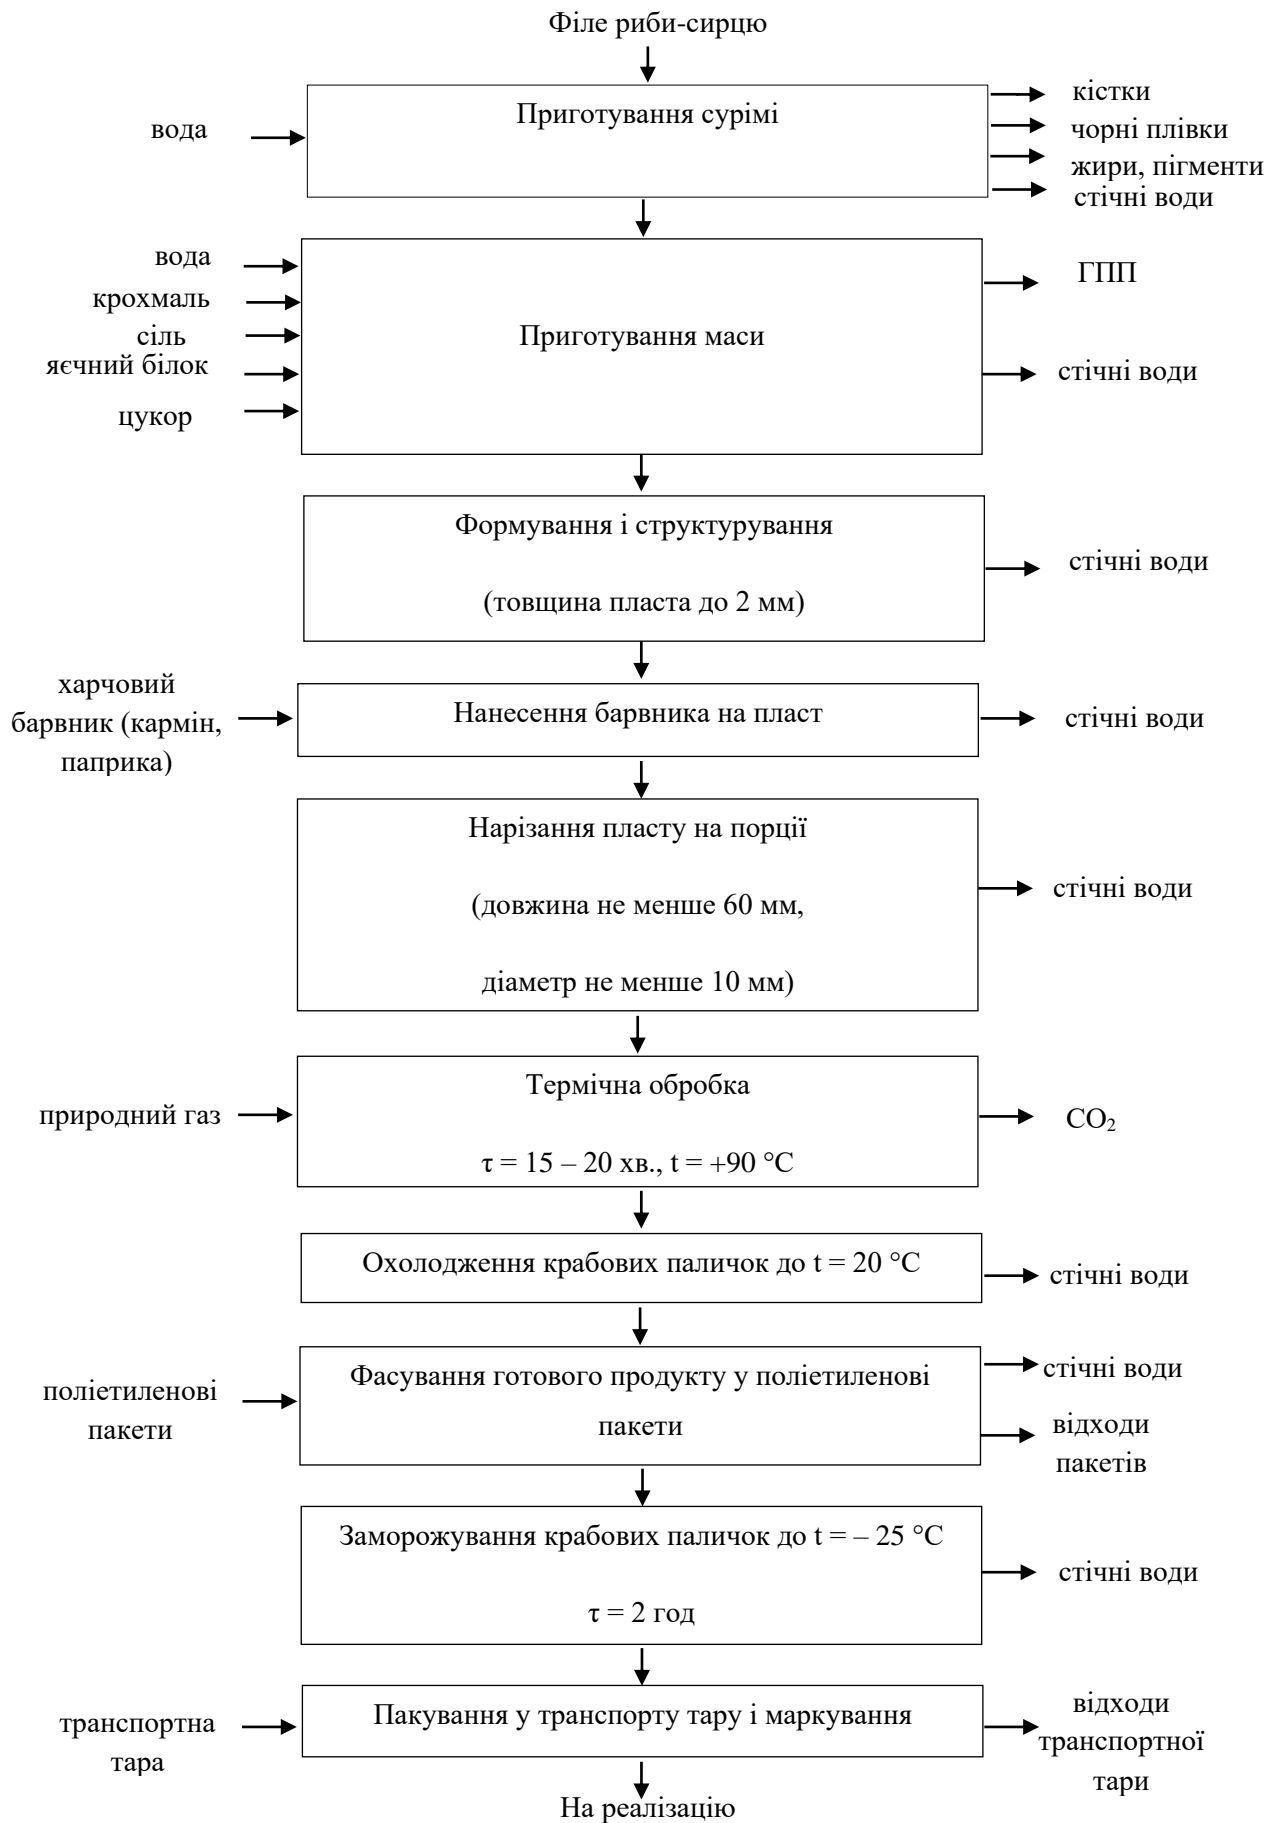 Філе риби-сирцю
Приготування сурімі
вода
кістки
чорні плівки
жири, пігменти
стічні води
вода
крохмаль
сіль
яєчний білок
цукор
Приготування маси
ГПП
стічні води
Формування і структурування
(товщина пласта до 2 мм)
стічні води
харчовий
барвник (кармін,
паприка)
Нанесення барвника на пласт
стічні води
Нарізання пласту на порції
(довжина не менше 60 мм,
діаметр не менше 10 мм)
стічні води
природний газ
Термічна обробка
τ = 15 – 20 хв., t = +90 °C
CO₂
Охолодження крабових паличок до t = 20 °C
стічні води
поліетиленові
пакети
Фасування готового продукту у поліетиленові
пакети
стічні води
відходи
пакетів
Заморожування крабових паличок до t = – 25 °C
τ = 2 год
стічні води
транспортна
тара
Пакування у транспорту тару і маркування
відходи
транспортної
тари
На реалізацію